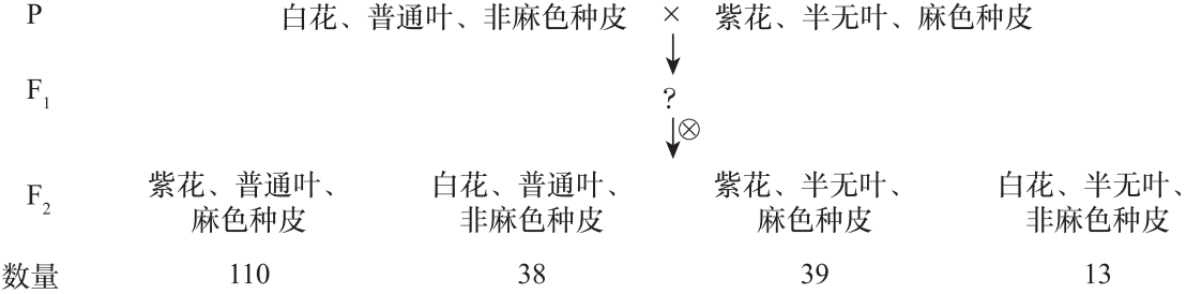 P 白花、普通叶、非麻色种皮 × 紫花、半无叶、麻色种皮
F₁ ?
⊗
F₂ 紫花、普通叶、麻色种皮 白花、普通叶、非麻色种皮 紫花、半无叶、麻色种皮 白花、半无叶、非麻色种皮
数量 110 38 39 13